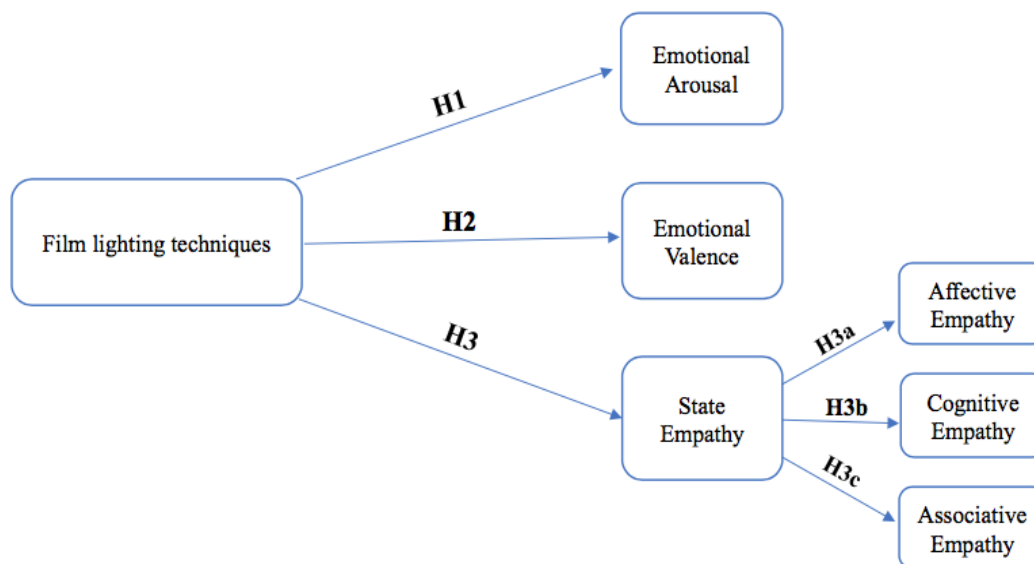 Emotional
Arousal
H1
Film lighting techniques
H2
Emotional
Valence
H3
State
Empathy
H3a
Affective
Empathy
H3b
Cognitive
Empathy
H3c
Associative
Empathy